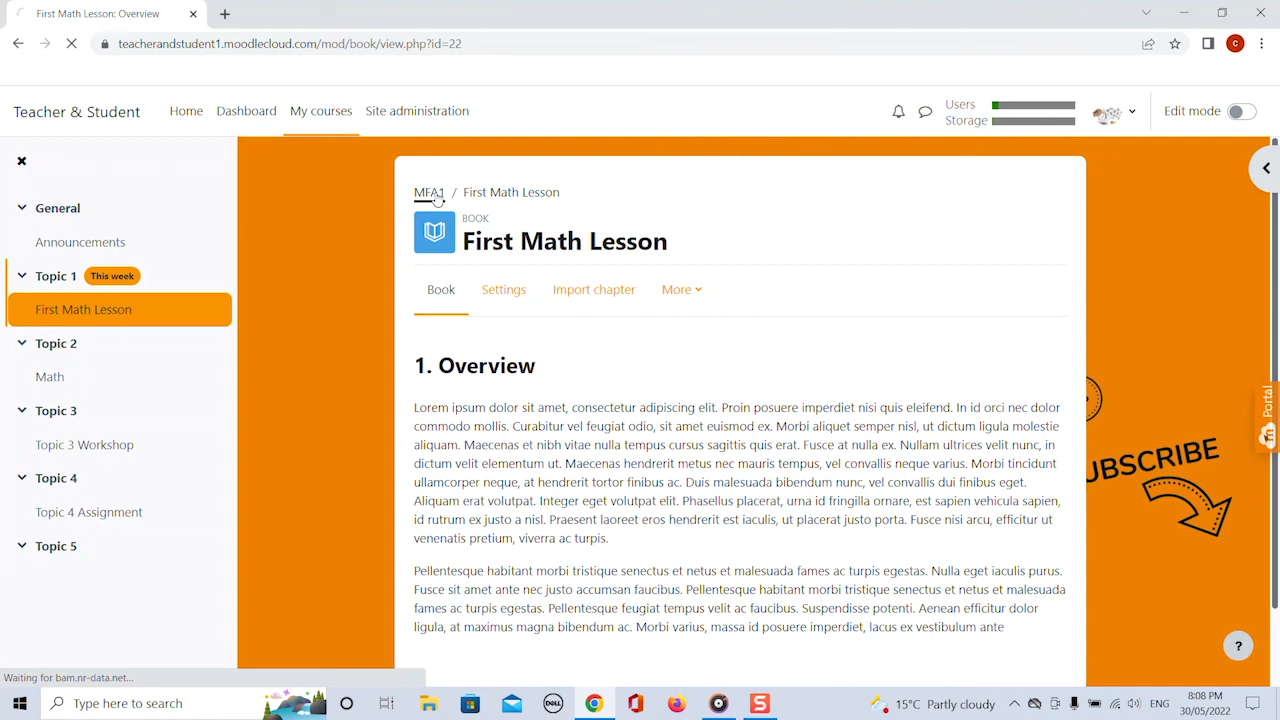 First Math Lesson: Overview
teacherandstudent1.moodlecloud.com/mod/book/view.php?id=22
C
Teacher & Student
Home
Dashboard
My courses
Site administration
Users
Storage
Edit mode
General
Announcements
Topic 1
This week
First Math Lesson
Topic 2
Math
Topic 3
Topic 3 Workshop
Topic 4
Topic 4 Assignment
Topic 5
MFA1 / First Math Lesson
BOOK
First Math Lesson
Book
Settings
Import chapter
More
1. Overview
Lorem ipsum dolor sit amet, consectetur adipiscing elit. Proin posuere imperdiet nisi quis eleifend. In id orci nec dolor
commodo mollis. Curabitur vel feugiat odio, sit amet euismod ex. Morbi aliquet semper nisl, ut dictum ligula molestie
aliquam. Maecenas et nibh vitae nulla tempus cursus sagittis quis erat. Fusce at nulla ex. Nullam ultrices velit nunc, in
dictum velit elementum ut. Maecenas hendrerit metus nec mauris tempus, vel convallis neque varius. Morbi tincidunt
ullamcorper neque, at hendrerit tortor finibus ac. Duis malesuada bibendum nunc, vel convallis dui finibus eget.
Aliquam erat volutpat. Integer eget volutpat elit. Phasellus placerat, urna id fringilla ornare, est sapien vehicula sapien,
id rutrum ex justo a nisl. Praesent laoreet eros hendrerit est iaculis, ut placerat justo porta. Fusce nisi arcu, efficitur ut
venenatis pretium, viverra ac turpis.
Pellentesque habitant morbi tristique senectus et netus et malesuada fames ac turpis egestas. Nulla eget iaculis purus.
Fusce sit amet ante nec justo accumsan faucibus. Pellentesque habitant morbi tristique senectus et netus et malesuada
fames ac turpis egestas. Pellentesque feugiat tempus velit ac faucibus. Suspendisse potenti. Aenean efficitur dolor
ligula, at maximus magna bibendum ac. Morbi varius, massa id posuere imperdiet, lacus ex vestibulum ante
UBSCRIBE
Portal
?
Waiting for bam.nr-data.net...
Type here to search
DELL
S
15°C Partly cloudy
ENG
8:08 PM
30/05/2022